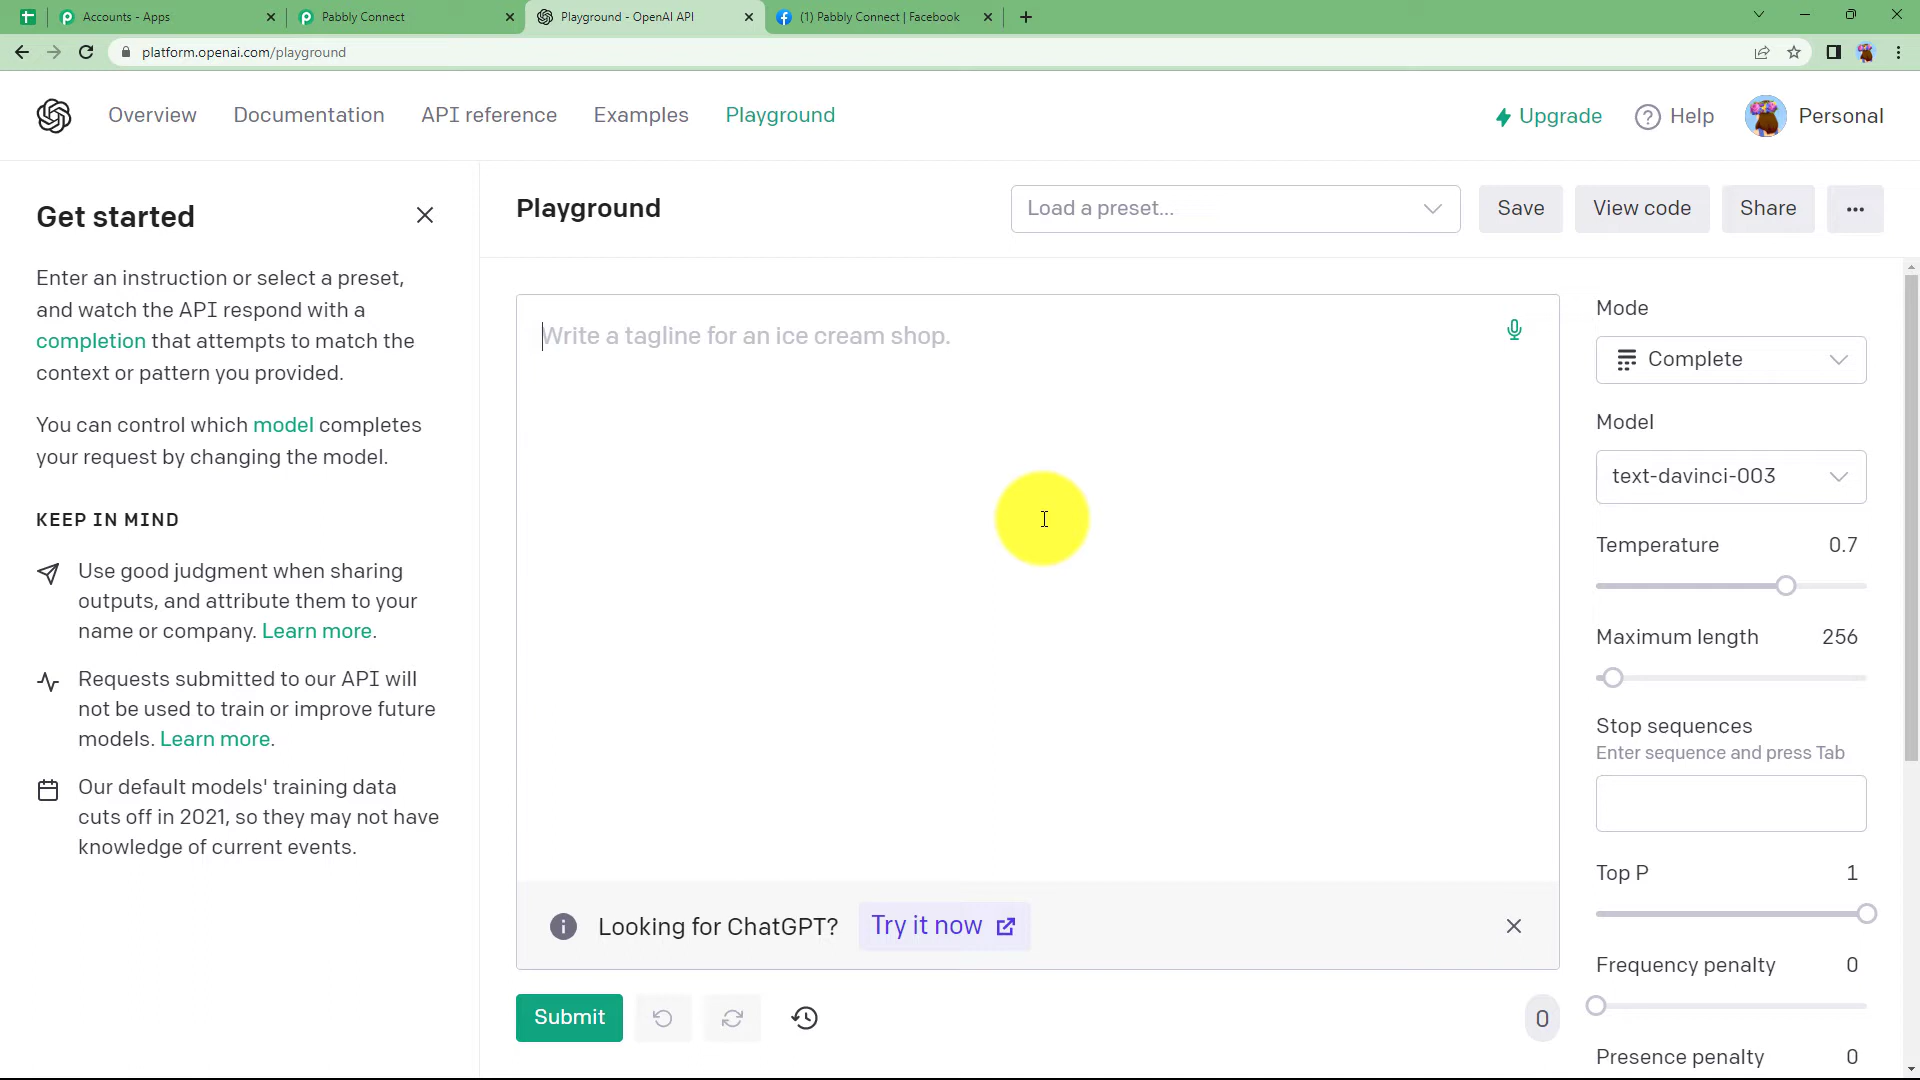 Accounts - Apps
Pabbly Connect
Playground - OpenAI API
(1) Pabbly Connect | Facebook
platform.openai.com/playground
Overview
Documentation
API reference
Examples
Playground
Upgrade
Help
Personal
Get started
Enter an instruction or select a preset,
and watch the API respond with a
completion that attempts to match the
context or pattern you provided.
You can control which model completes
your request by changing the model.
KEEP IN MIND
Use good judgment when sharing
outputs, and attribute them to your
name or company. Learn more.
Requests submitted to our API will
not be used to train or improve future
models. Learn more.
Our default models' training data
cuts off in 2021, so they may not have
knowledge of current events.
Playground
Load a preset...
Save
View code
Share
Write a tagline for an ice cream shop.
Looking for ChatGPT?
Try it now
Submit
0
Mode
Complete
Model
text-davinci-003
Temperature 0.7
Maximum length 256
Stop sequences
Enter sequence and press Tab
Top P 1
Frequency penalty 0
Presence penalty 0